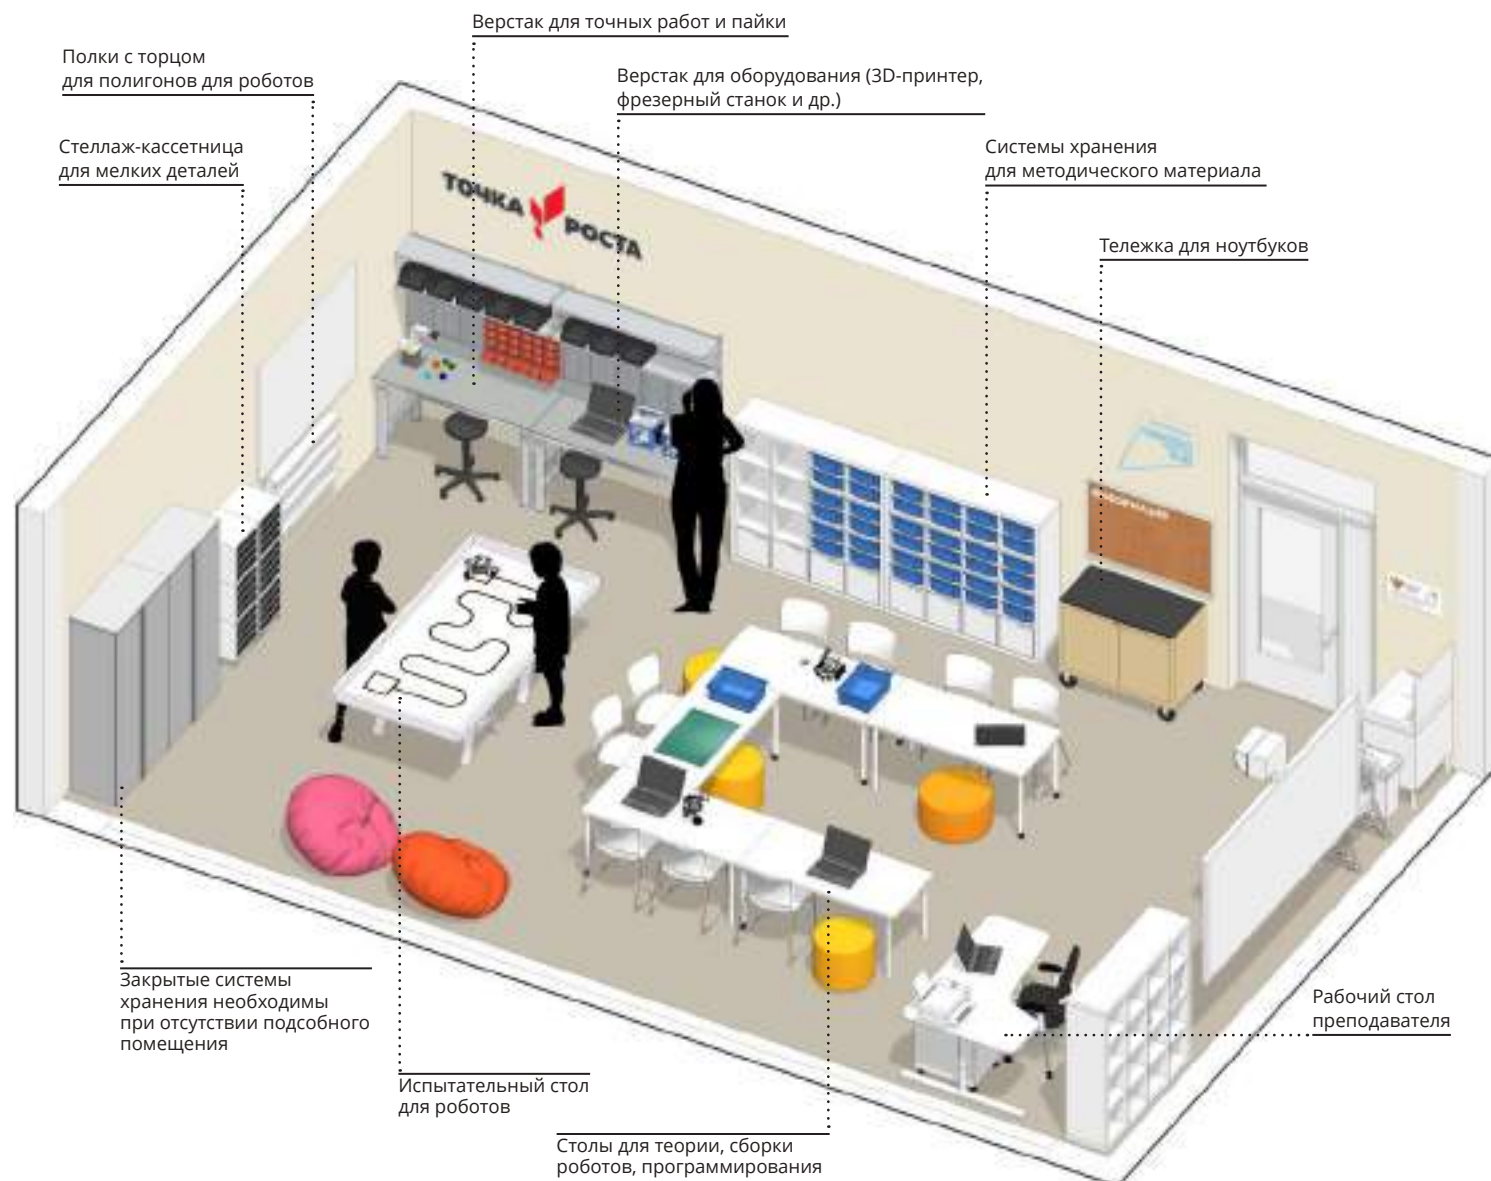 Верстак для точных работ и пайки
Полки с торцом
для полигонов для роботов
Верстак для оборудования (3D-принтер,
фрезерный станок и др.)
Стеллаж-кассетница
для мелких деталей
Системы хранения
для методического материала
ТОЧКА
РОСТА
Тележка для ноутбуков
Закрытые системы
хранения необходимы
при отсутствии подсобного
помещения
Рабочий стол
преподавателя
Испытательный стол
для роботов
Столы для теории, сборки
роботов, программирования